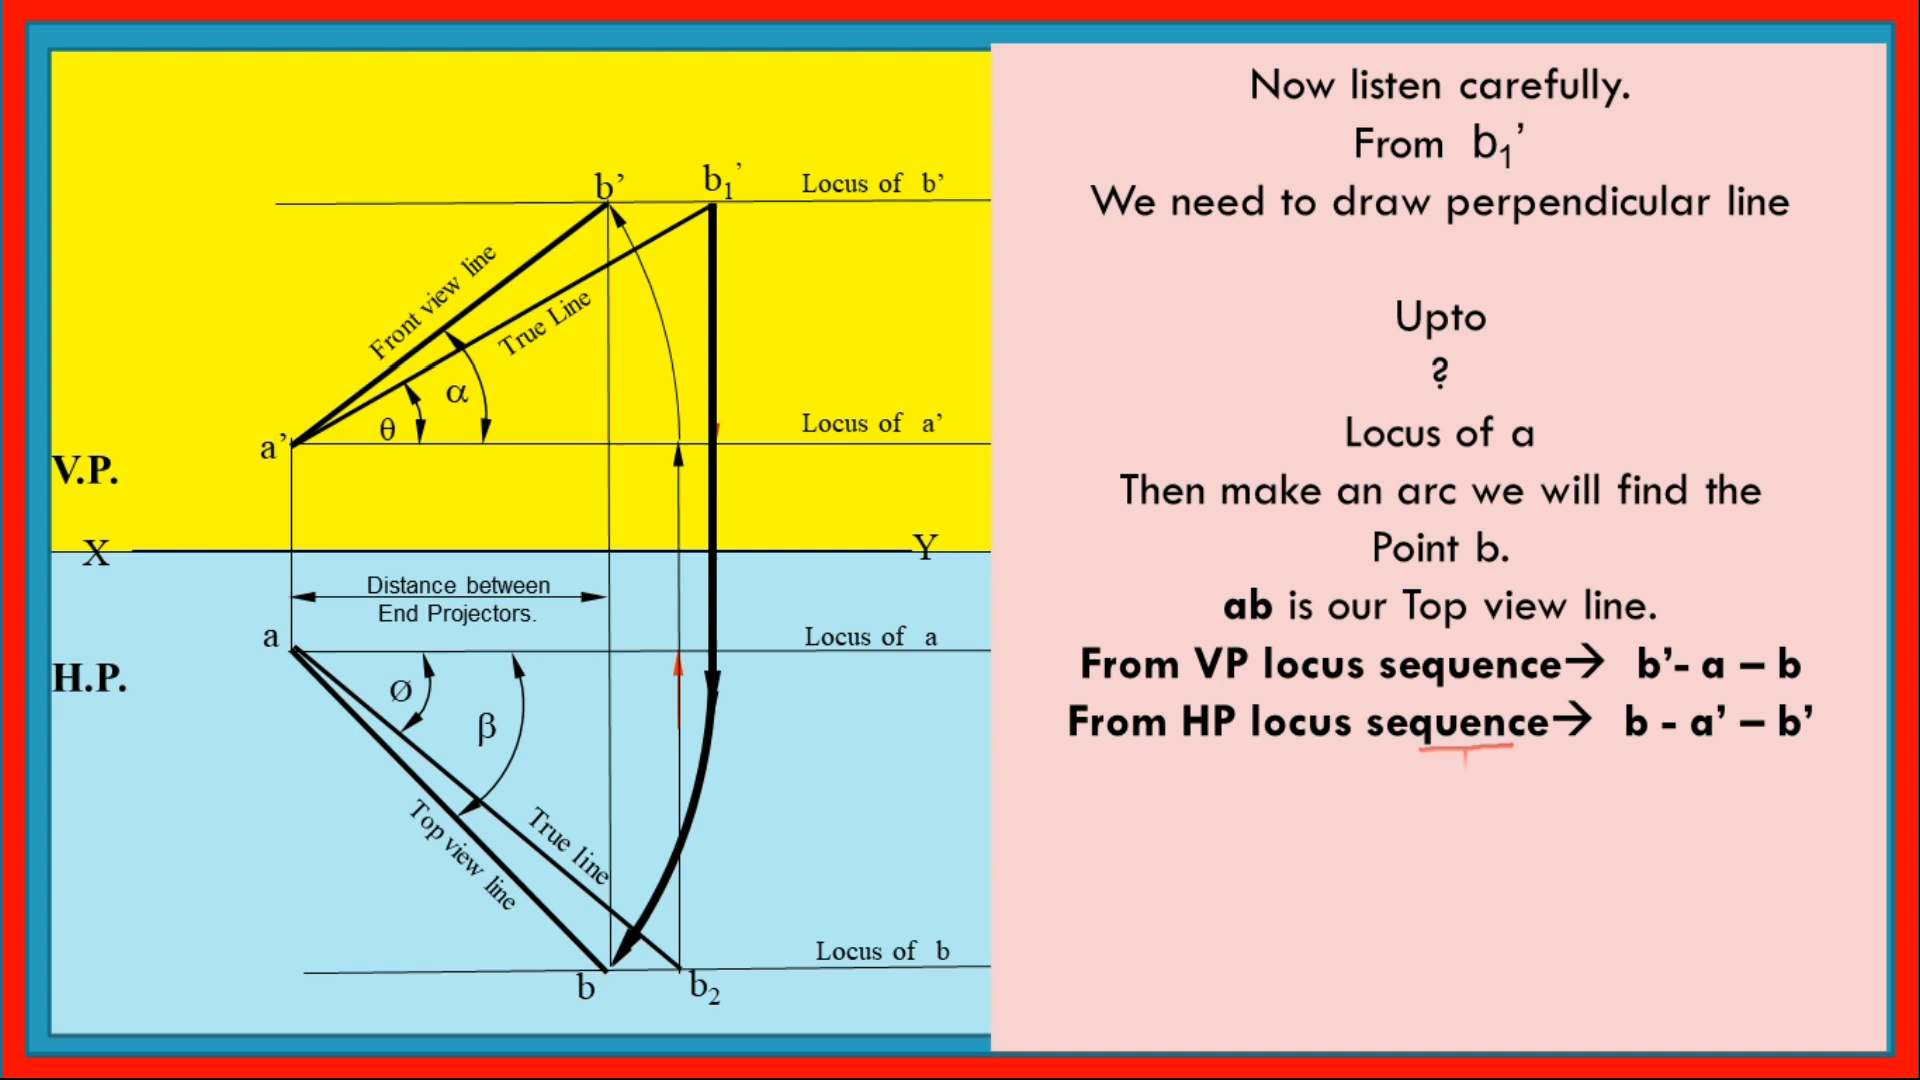 b’
b₁’
Locus of b’
Front view line
True Line
α
θ
Locus of a’
a’
V.P.
X
Y
Distance between
End Projectors.
a
Locus of a
H.P.
Ø
β
Top view line
True line
Locus of b
b
b₂
Now listen carefully.
From b₁’
We need to draw perpendicular line
Upto
?
Locus of a
Then make an arc we will find the
Point b.
ab is our Top view line.
From VP locus sequence→ b’- a – b
From HP locus sequence→ b - a’ – b’